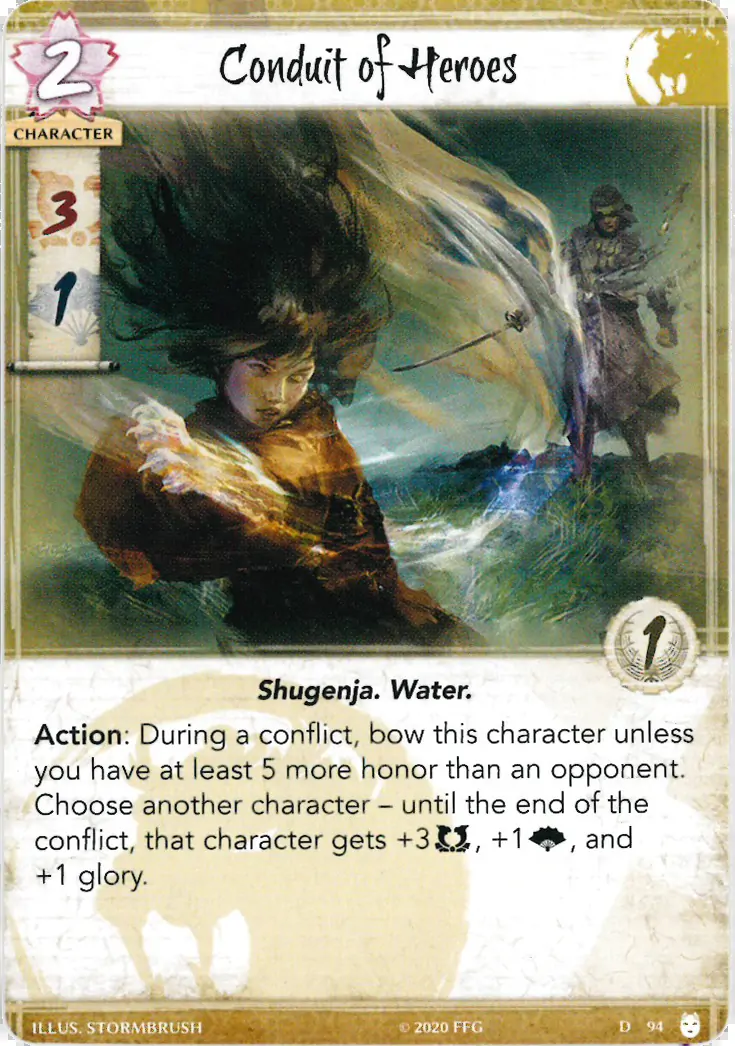 2
Conduit of Heroes
CHARACTER
3
1
1
Shugenja. Water.
Action: During a conflict, bow this character unless
you have at least 5 more honor than an opponent.
Choose another character – until the end of the
conflict, that character gets +3, +1, and
+1 glory.
ILLUS. STORMBRUSH © 2020 FFG D 94